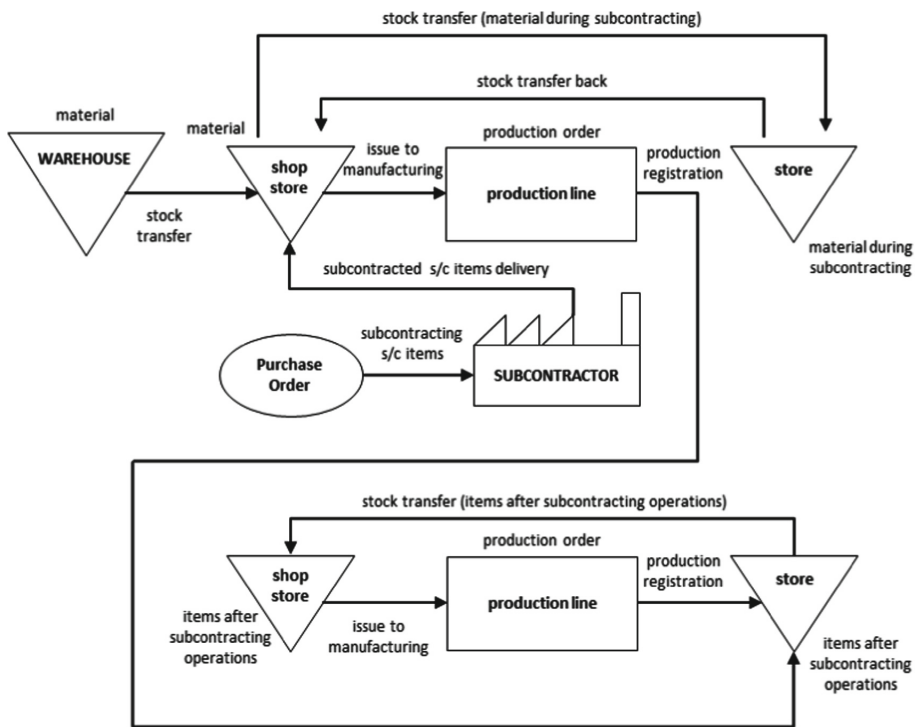 stock transfer (material during subcontracting)
stock transfer back
material
WAREHOUSE
stock
transfer
material
shop
store
issue to
manufacturing
production order
production line
production
registration
store
material during
subcontracting
subcontracted s/c items delivery
Purchase
Order
subcontracting
s/c items
SUBCONTRACTOR
stock transfer (items after subcontracting operations)
shop
store
items after
subcontracting
operations
issue to
manufacturing
production order
production line
production
registration
store
items after
subcontracting
operations